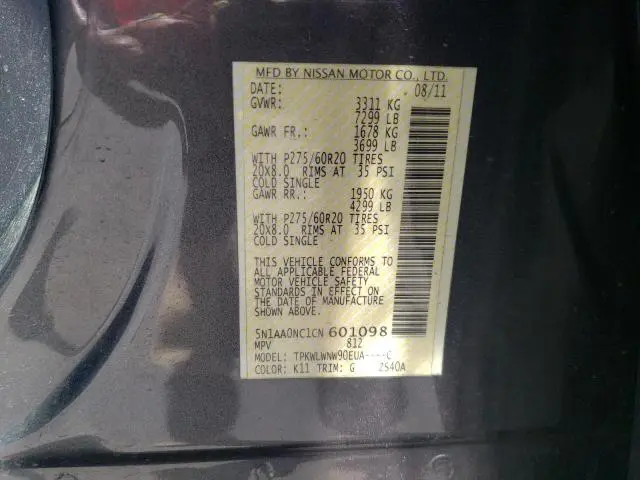 MFD BY NISSAN MOTOR CO., LTD.
DATE: 08/11
GVWR: 3311 KG
7299 LB
GAWR FR.: 1678 KG
3699 LB
WITH P275/60R20 TIRES
20X8.0 RIMS AT 35 PSI
COLD SINGLE
GAWR RR.: 1950 KG
4299 LB
WITH P275/60R20 TIRES
20X8.0 RIMS AT 35 PSI
COLD SINGLE
THIS VEHICLE CONFORMS TO
ALL APPLICABLE FEDERAL
MOTOR VEHICLE SAFETY
STANDARDS IN EFFECT ON
THE DATE OF MANUFACTURE
SHOWN ABOVE.
5N1AA0NC1CN 601098
MPV 812
MODEL: TPKWLWNW90EUA----C
COLOR: K11 TRIM: G 2S40A